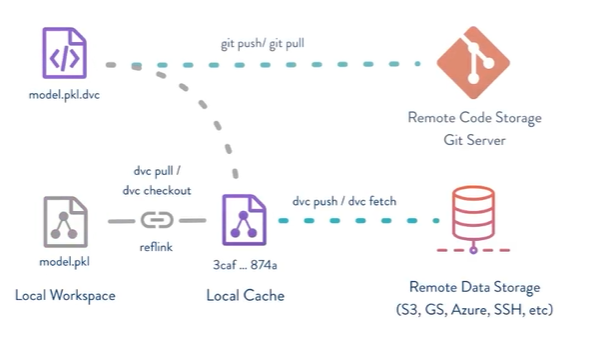 git push/ git pull
model.pkl.dvc
Remote Code Storage
Git Server
dvc pull /
dvc checkout
dvc push / dvc fetch
reflink
model.pkl
3caf ... 874a
Local Workspace
Local Cache
Remote Data Storage
(S3, GS, Azure, SSH, etc)